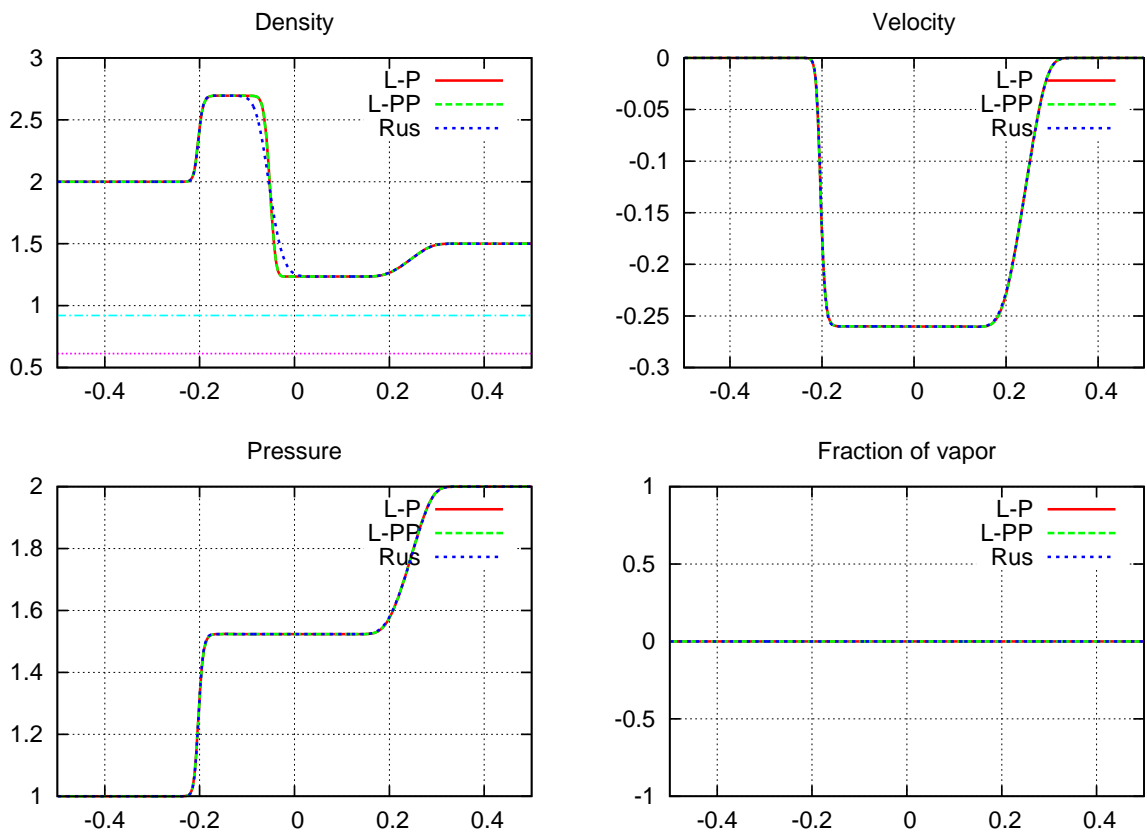 Density
3
2.5
2
1.5
1
0.5
-0.4
-0.2
0
0.2
0.4
L-P
L-PP
Rus
Velocity
0
-0.05
-0.1
-0.15
-0.2
-0.25
-0.3
-0.4
-0.2
0
0.2
0.4
L-P
L-PP
Rus
Pressure
2
1.8
1.6
1.4
1.2
1
-0.4
-0.2
0
0.2
0.4
L-P
L-PP
Rus
Fraction of vapor
1
0.5
0
-0.5
-1
-0.4
-0.2
0
0.2
0.4
L-P
L-PP
Rus